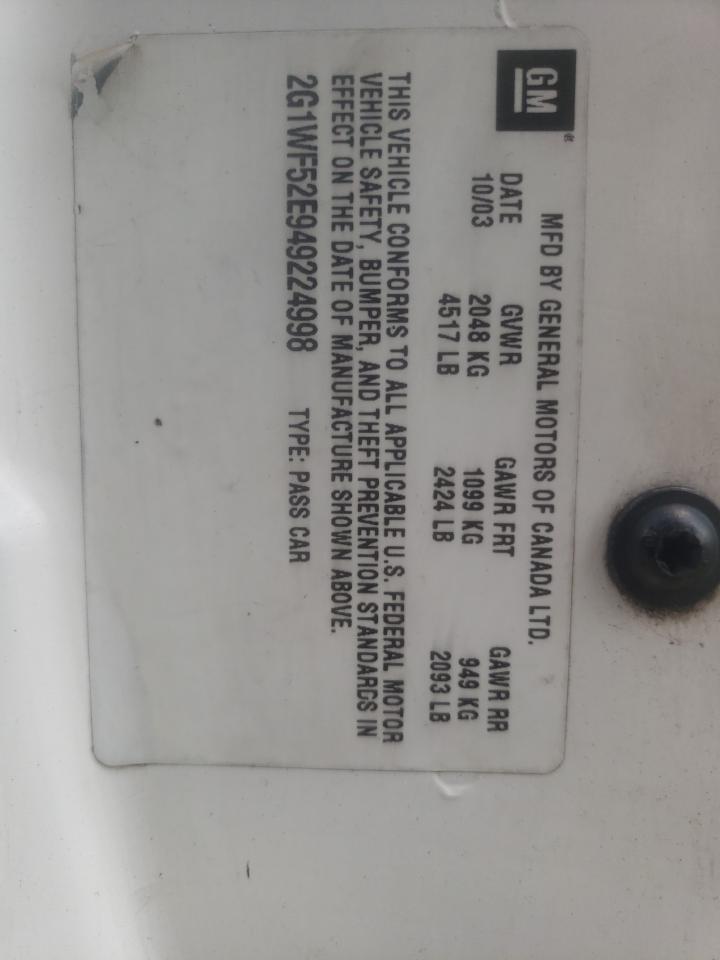 GM
MFD BY GENERAL MOTORS OF CANADA LTD.
DATE GVWR GAWR FRT GAWR RR
10/03 2048 KG 1099 KG 949 KG
4517 LB 2424 LB 2093 LB
THIS VEHICLE CONFORMS TO ALL APPLICABLE U.S. FEDERAL MOTOR
VEHICLE SAFETY, BUMPER, AND THEFT PREVENTION STANDARDS IN
EFFECT ON THE DATE OF MANUFACTURE SHOWN ABOVE.
2G1WF52E949224998 TYPE: PASS CAR